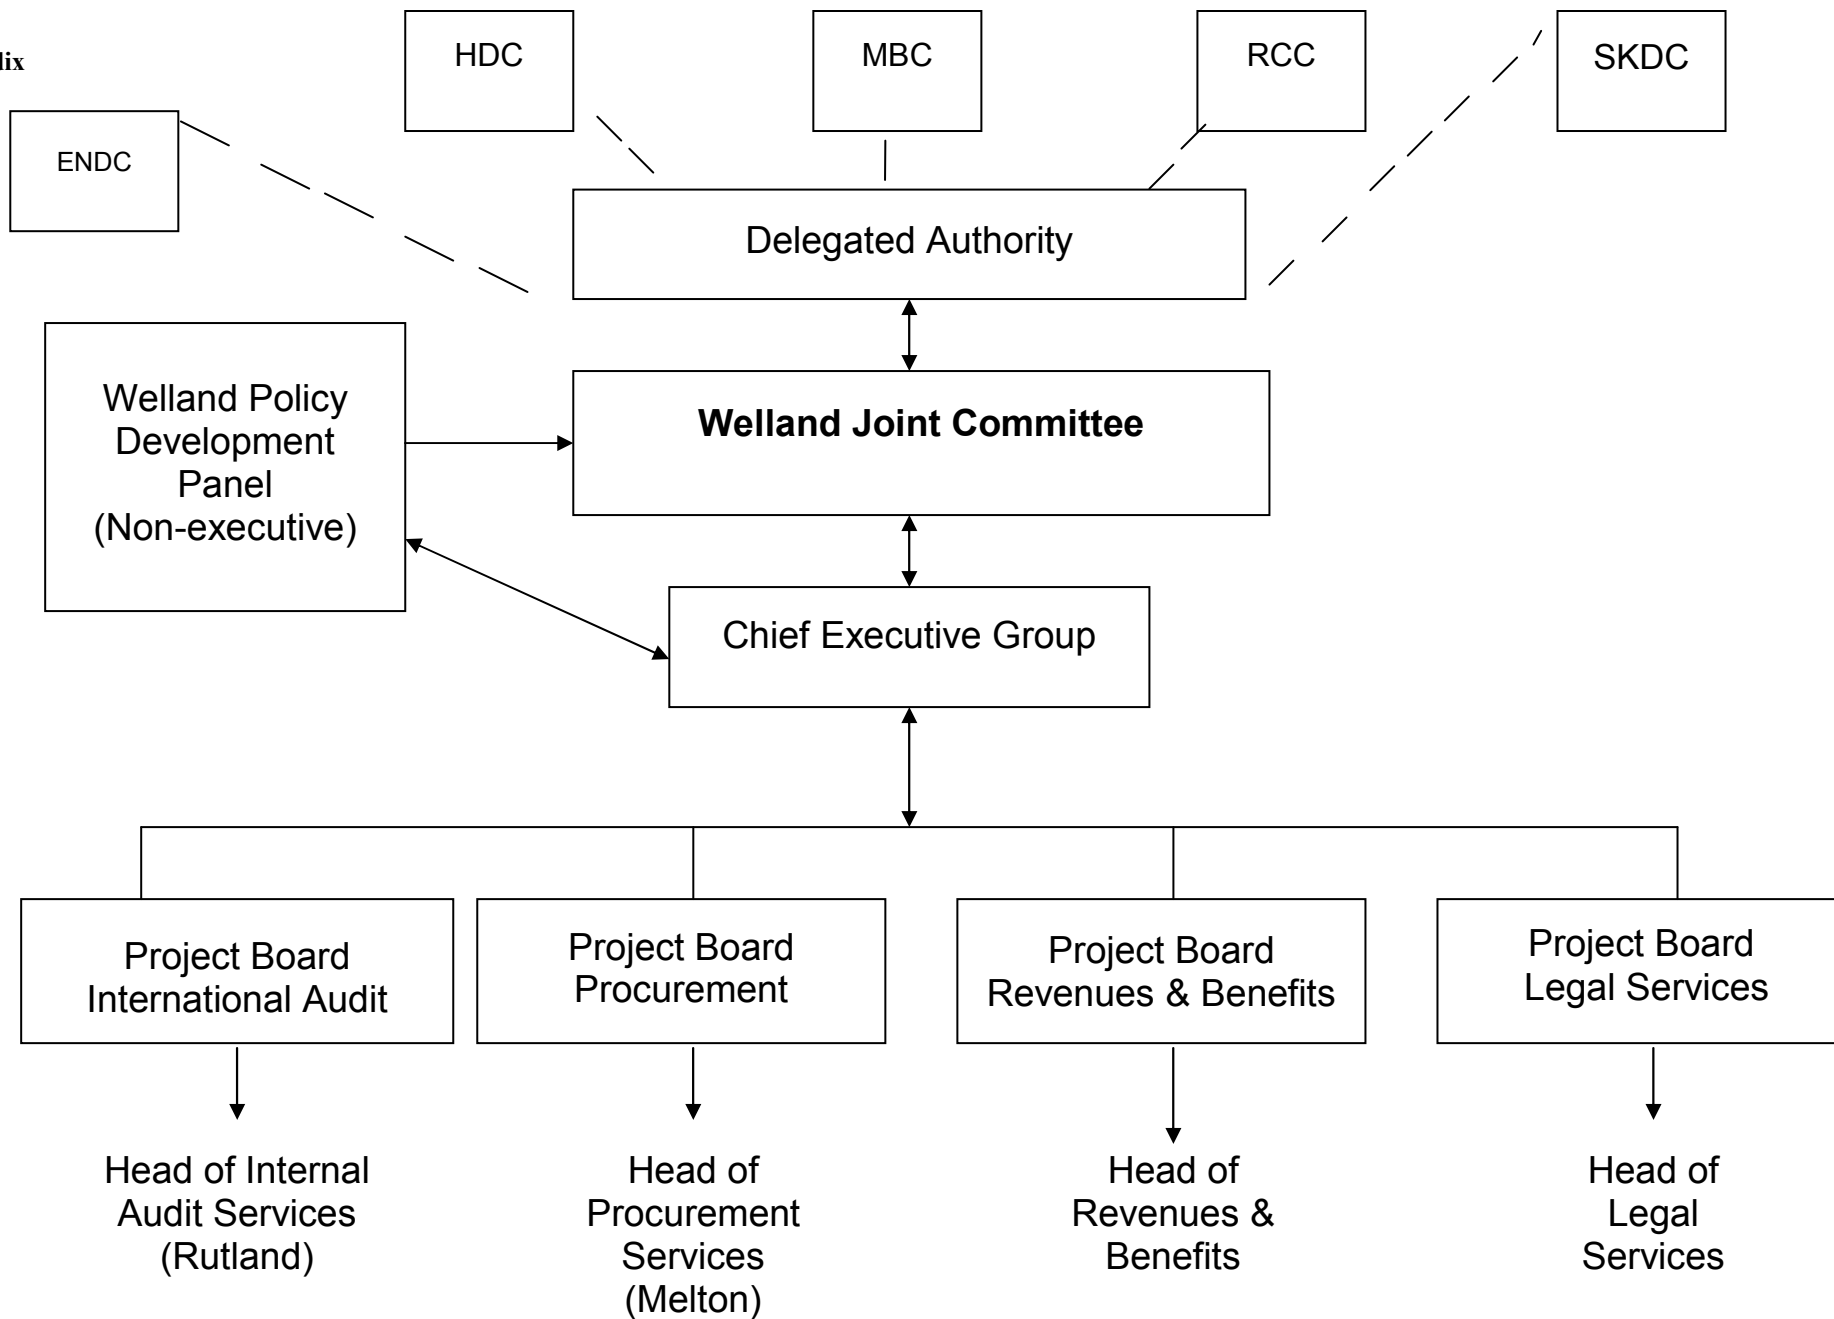 HDC
MBC
RCC
SKDC
ENDC
Delegated Authority
Welland Policy
Development
Panel
(Non-executive)
Welland Joint Committee
Chief Executive Group
Project Board
International Audit
Project Board
Procurement
Project Board
Revenues & Benefits
Project Board
Legal Services
Head of Internal
Audit Services
(Rutland)
Head of
Procurement
Services
(Melton)
Head of
Revenues &
Benefits
Head of
Legal
Services